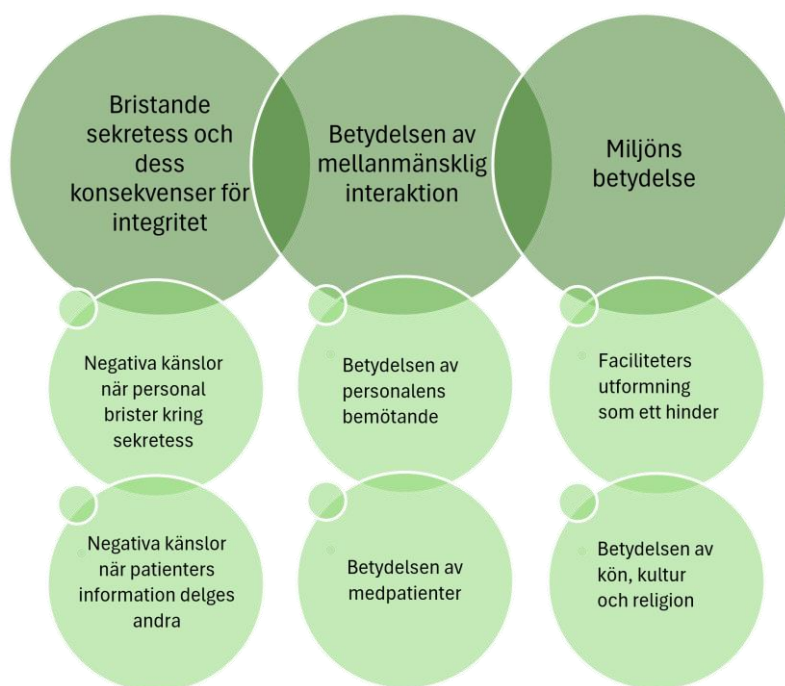 Bristande
sekretess och
dess
konsekvenser för
integritet
Betydelsen av
mellanmänsklig
interaktion
Miljöns
betydelse
Negativa känslor
när personal
brister kring
sekretess
Betydelsen av
personalens
bemötande
Faciliteters
utformning
som ett hinder
Negativa känslor
när patienters
information delges
andra
Betydelsen av
medpatienter
Betydelsen av
kön, kultur
och religion